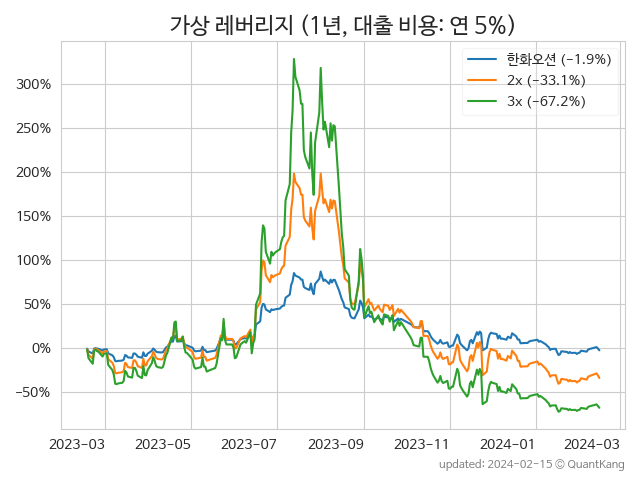 가상 레버리지 (1년, 대출 비용: 연 5%)
한화오션 (−1.9%)
2x (−33.1%)
3x (−67.2%)
300%
250%
200%
150%
100%
50%
0%
−50%
2023-03 2023-05 2023-07 2023-09 2023-11 2024-01 2024-03
updated: 2024-02-15 ⓒ QuantKang